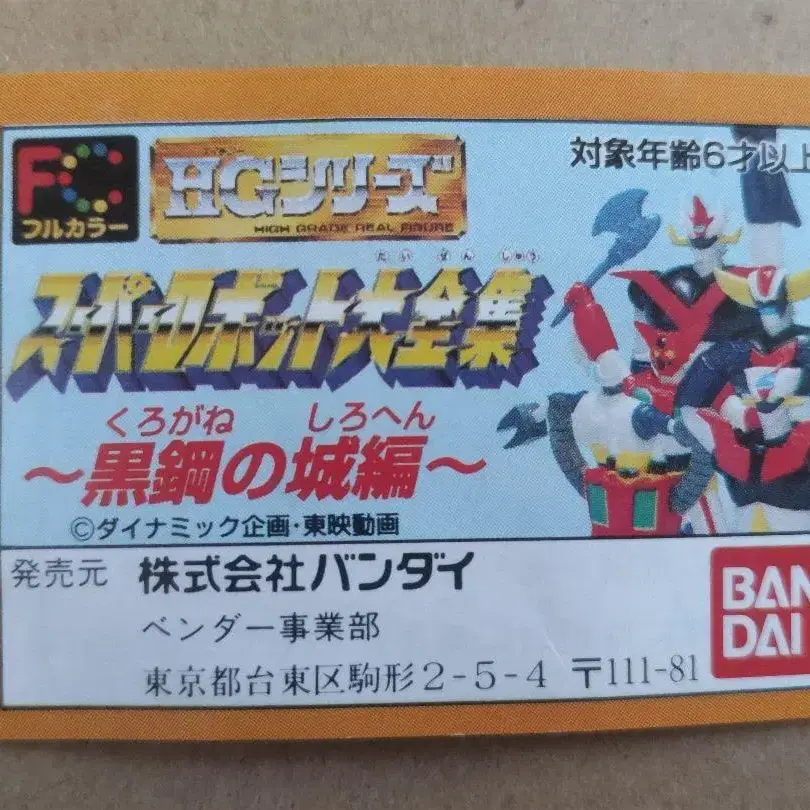 FC
フルカラー
HGシリーズ
HIGH GRADE REAL FIGURE
対象年齢6才以上
たいぜんしゅう
スーパーロボット大全集
くろがね しろへん
~黒鋼の城編~
©ダイナミック企画・東映動画
発売元 株式会社バンダイ
ベンダー事業部
東京都台東区駒形2-5-4 〒111-81
BAN
DAI